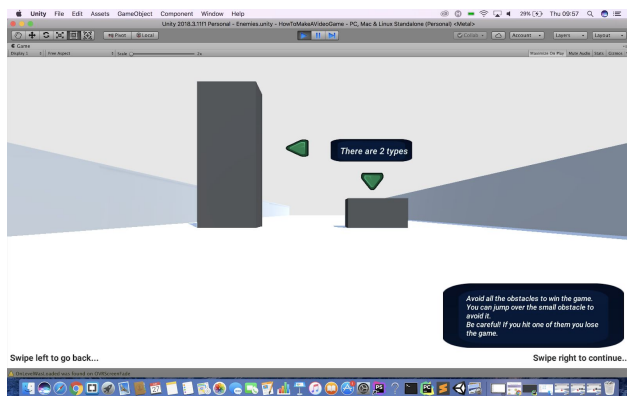 Unity File Edit Assets GameObject Component Window Help 29% Thu 09:57
Unity 2018.3.11f1 Personal - Enemies.unity - HowToMakeAVideoGame - PC, Mac & Linux Standalone (Personal) <Metal>
Pivot Local Collab Account Layers Layout
Game
Display 1 Free Aspect Scale 2x Maximize On Play Mute Audio Stats Gizmos
There are 2 types
Avoid all the obstacles to win the game.
You can jump over the small obstacle to
avoid it.
Be careful! If you hit one of them you lose
the game.
Swipe left to go back... Swipe right to continue..